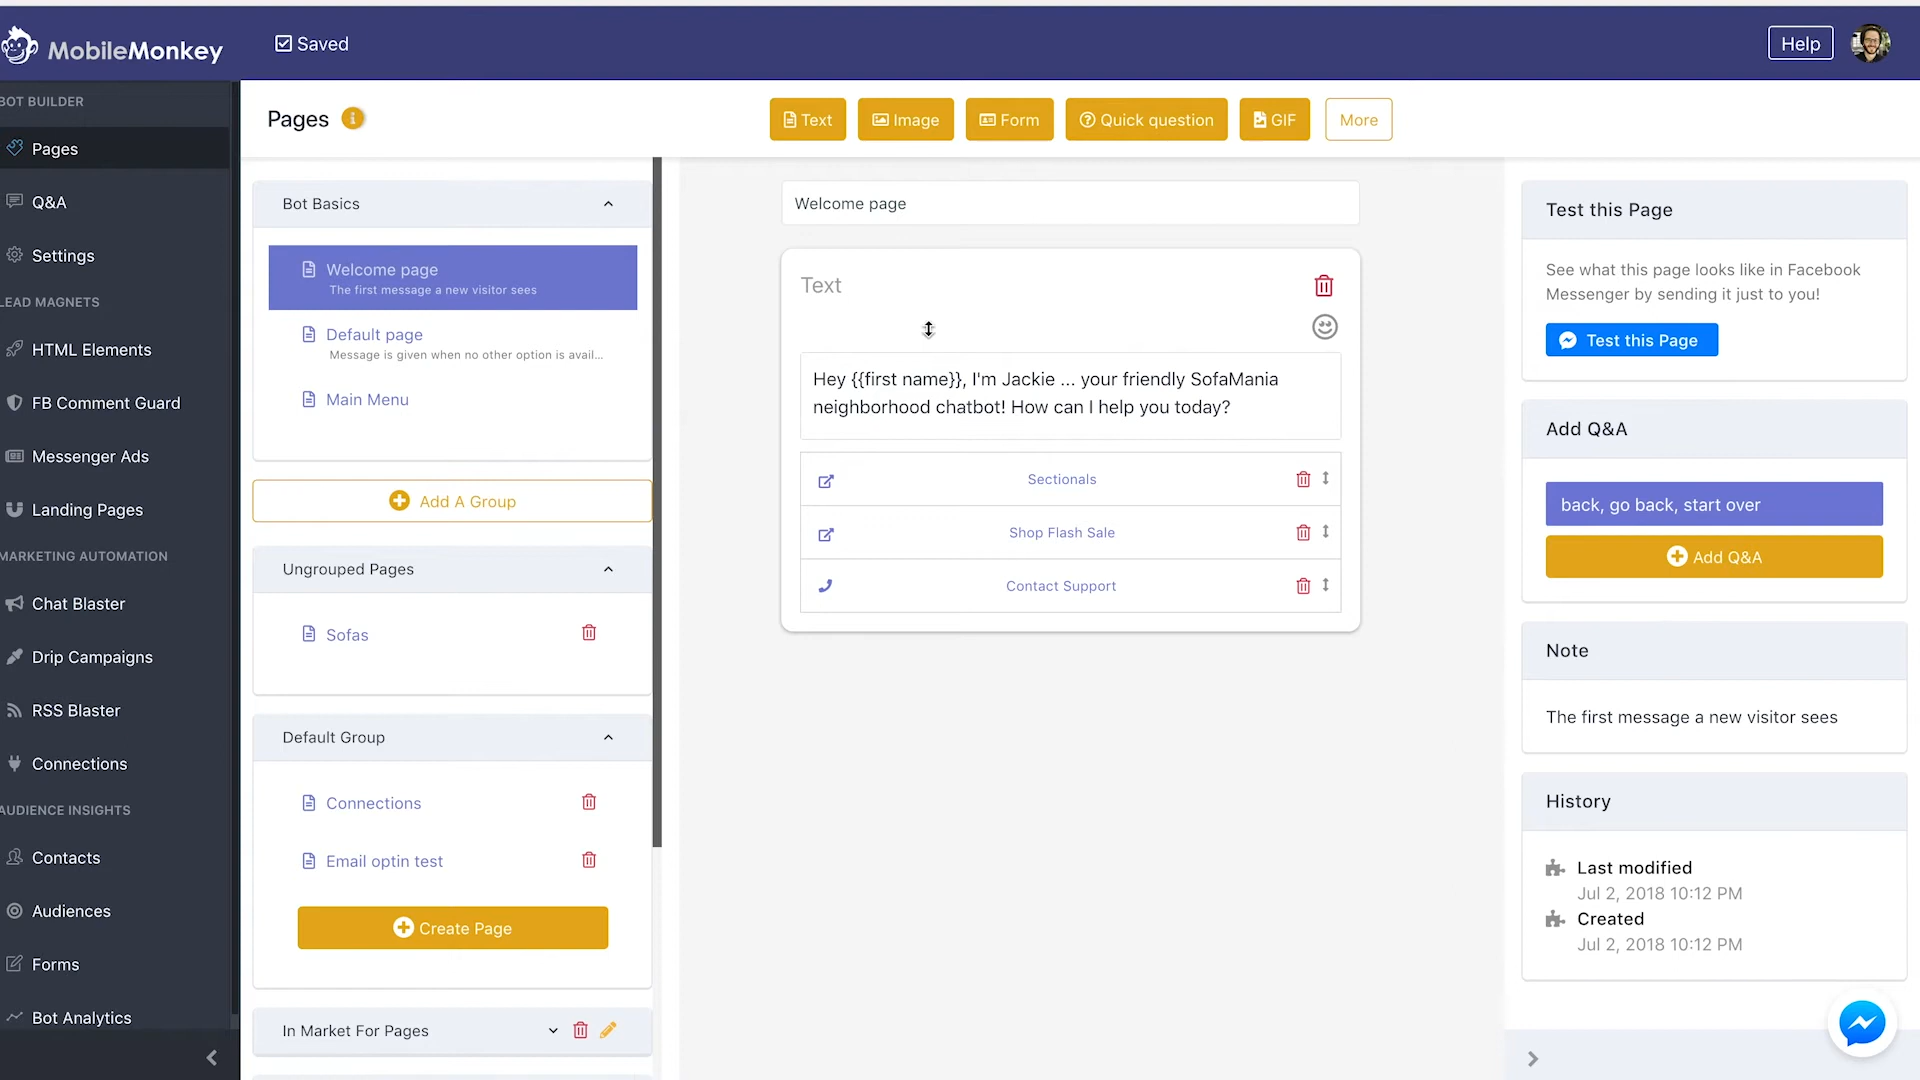 MobileMonkey
Saved
Help
BOT BUILDER
Pages
Q&A
Settings
LEAD MAGNETS
HTML Elements
FB Comment Guard
Messenger Ads
Landing Pages
MARKETING AUTOMATION
Chat Blaster
Drip Campaigns
RSS Blaster
Connections
AUDIENCE INSIGHTS
Contacts
Audiences
Forms
Bot Analytics
Pages
Text
Image
Form
Quick question
GIF
More
Bot Basics
Welcome page
The first message a new visitor sees
Default page
Message is given when no other option is avail...
Main Menu
Add A Group
Ungrouped Pages
Sofas
Default Group
Connections
Email optin test
Create Page
In Market For Pages
Welcome page
Text
Hey {{first name}}, I'm Jackie ... your friendly SofaMania
neighborhood chatbot! How can I help you today?
Sectionals
Shop Flash Sale
Contact Support
Test this Page
See what this page looks like in Facebook
Messenger by sending it just to you!
Test this Page
Add Q&A
back, go back, start over
Add Q&A
Note
The first message a new visitor sees
History
Last modified
Jul 2, 2018 10:12 PM
Created
Jul 2, 2018 10:12 PM